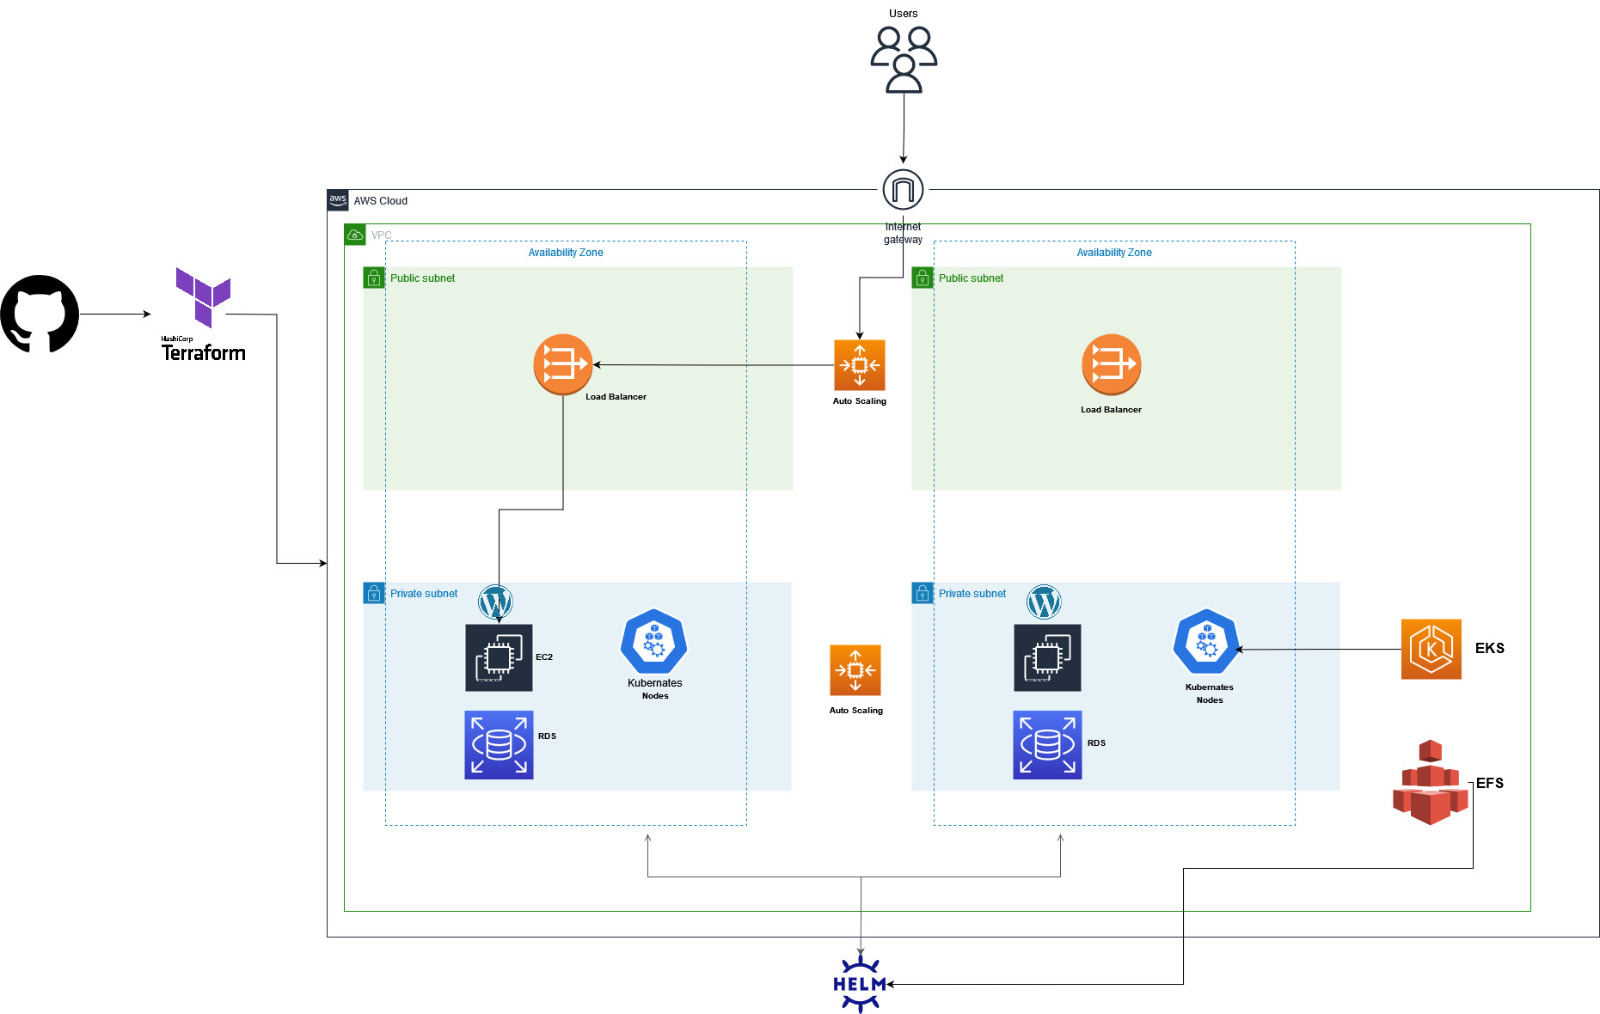 Users
aws
AWS Cloud
Internet
gateway
VPC
Availability Zone
Availability Zone
Public subnet
Public subnet
HashiCorp
Terraform
Load Balancer
Auto Scaling
Load Balancer
Private subnet
W
Private subnet
W
EC2
Kubernates
Nodes
Kubernates
Nodes
K
EKS
Auto Scaling
RDS
RDS
EFS
HELM